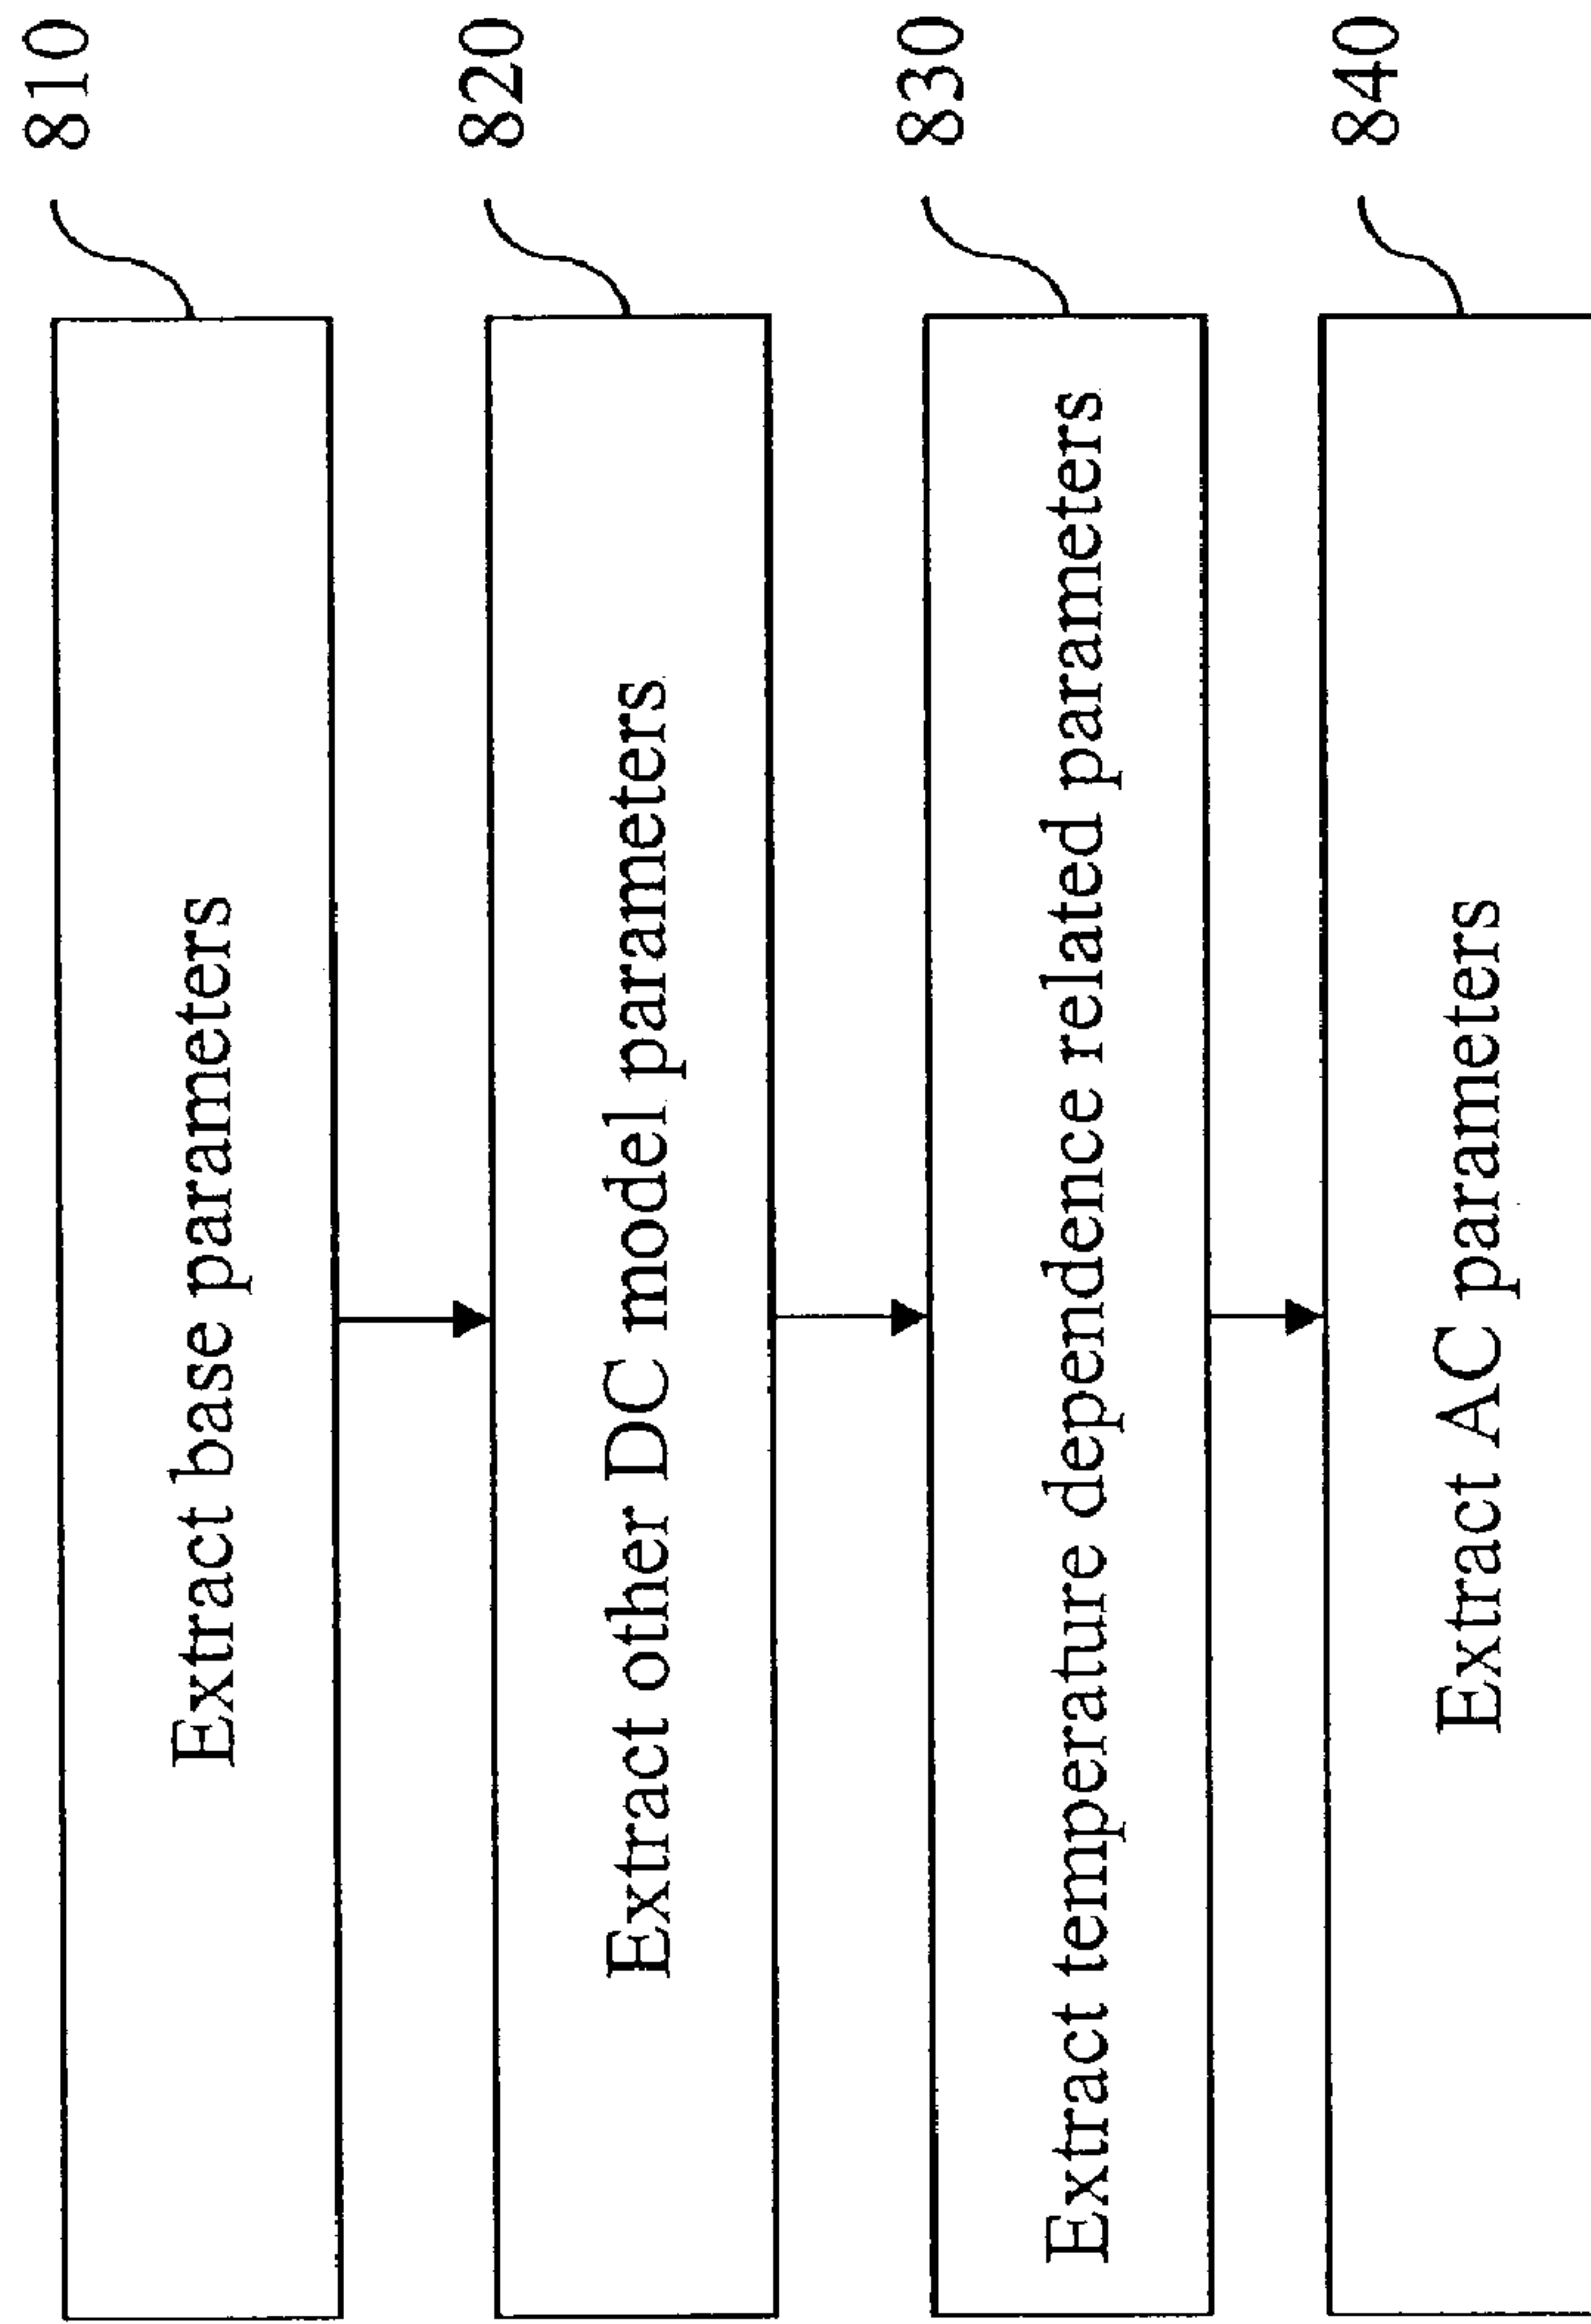 810
Extract base parameters
820
Extract other DC model parameters
830
Extract temperature dependence related parameters
840
Extract AC parameters